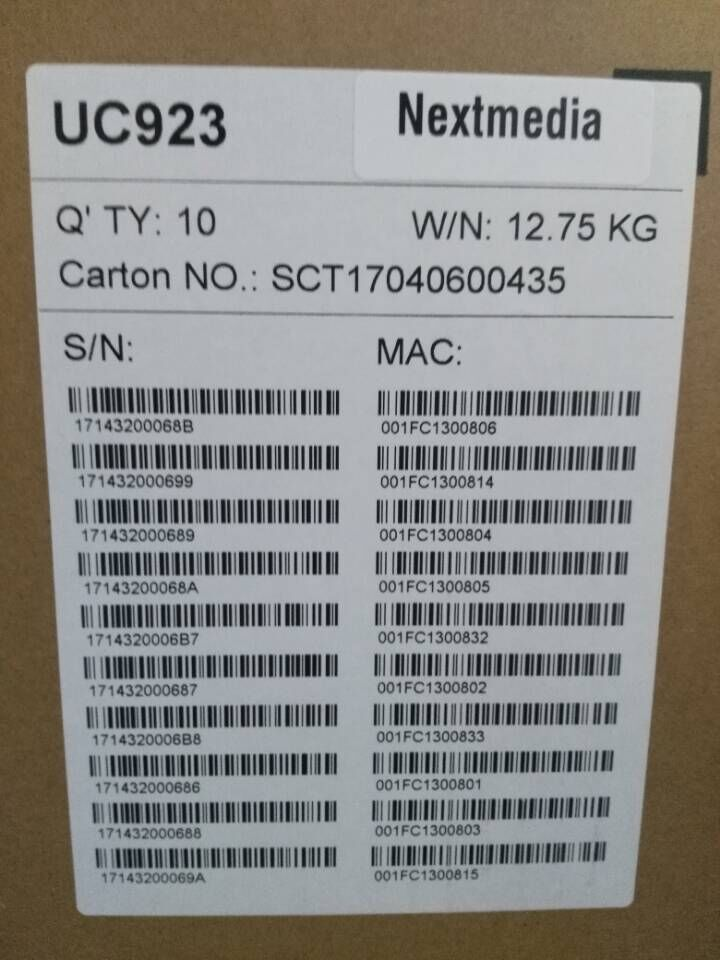 UC923 Nextmedia
Q' TY: 10 W/N: 12.75 KG
Carton NO.: SCT17040600435
S/N: MAC:
17143200068B 001FC1300806
171432000699 001FC1300814
171432000689 001FC1300804
17143200068A 001FC1300805
1714320006B7 001FC1300832
171432000687 001FC1300802
1714320006B8 001FC1300833
171432000686 001FC1300801
171432000688 001FC1300803
17143200069A 001FC1300815